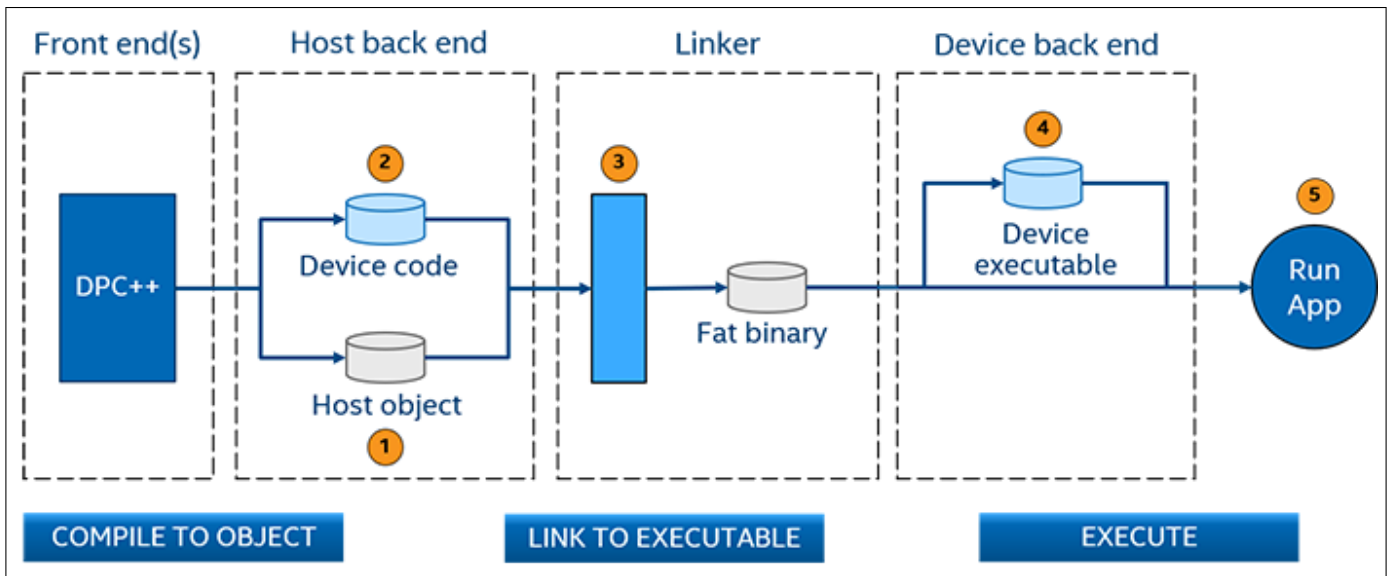 Front end(s)
Host back end
Linker
Device back end
DPC++
2
Device code
Host object
1
3
Fat binary
4
Device
executable
5
Run
App
COMPILE TO OBJECT
LINK TO EXECUTABLE
EXECUTE